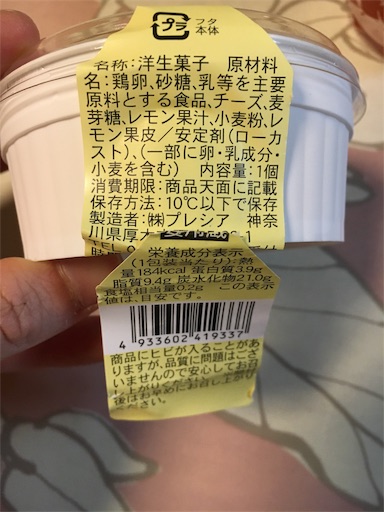 プラ
フタ
本体
名称:洋生菓子 原材料
名:鶏卵、砂糖、乳等を主要
原料とする食品、チーズ、麦
芽糖、レモン果汁、小麦粉、レ
モン果皮/安定剤(ローカ
スト)、(一部に卵・乳成分・
小麦を含む) 内容量:1個
消費期限:商品天面に記載
保存方法:10℃以下で保存
製造者:㈱プレシア 神奈
川県厚木
栄養成分表示
(1包装当たり):熱
量184kcal 蛋白質3.9g
脂質9.4g 炭水化物21.0g
食塩相当量0.2g この表示
値は、目安です。
4 933602 419337
商品にヒビが入ることがあ
りますが、品質に問題はござ
いませんので安心してお召
し上がりください。